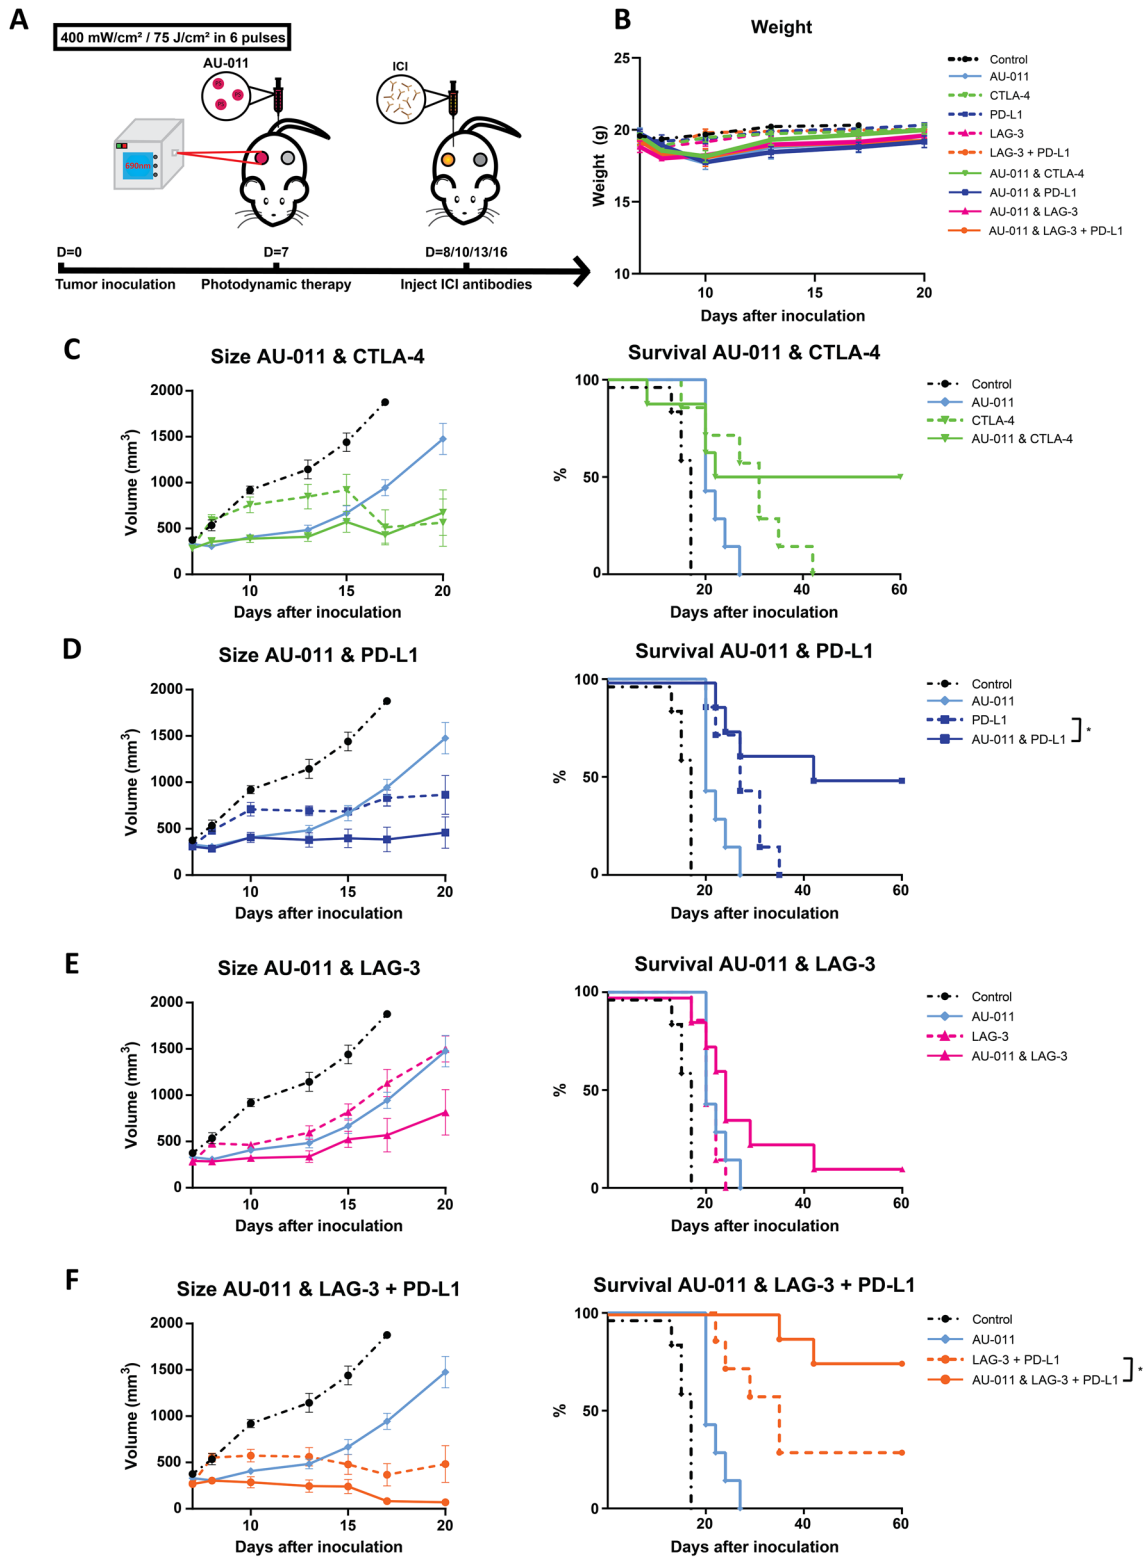 A
400 mW/cm² / 75 J/cm² in 6 pulses
AU-011
PS
PS
PS
ICI
690nm
D=0
D=7
D=8/10/13/16
Tumor inoculation
Photodynamic therapy
Inject ICI antibodies
B
Weight
Weight (g)
25
20
15
10
10
15
20
Days after inoculation
Control
AU-011
CTLA-4
PD-L1
LAG-3
LAG-3 + PD-L1
AU-011 & CTLA-4
AU-011 & PD-L1
AU-011 & LAG-3
AU-011 & LAG-3 + PD-L1
C
Size AU-011 & CTLA-4
Volume (mm³)
2000
1500
1000
500
0
10
15
20
Days after inoculation
Survival AU-011 & CTLA-4
%
100
50
0
20
40
60
Days after inoculation
Control
AU-011
CTLA-4
AU-011 & CTLA-4
D
Size AU-011 & PD-L1
Volume (mm³)
2000
1500
1000
500
0
10
15
20
Days after inoculation
Survival AU-011 & PD-L1
%
100
50
0
20
40
60
Days after inoculation
Control
AU-011
PD-L1
AU-011 & PD-L1
*
E
Size AU-011 & LAG-3
Volume (mm³)
2000
1500
1000
500
0
10
15
20
Days after inoculation
Survival AU-011 & LAG-3
%
100
50
0
20
40
60
Days after inoculation
Control
AU-011
LAG-3
AU-011 & LAG-3
F
Size AU-011 & LAG-3 + PD-L1
Volume (mm³)
2000
1500
1000
500
0
10
15
20
Days after inoculation
Survival AU-011 & LAG-3 + PD-L1
%
100
50
0
20
40
60
Days after inoculation
Control
AU-011
LAG-3 + PD-L1
AU-011 & LAG-3 + PD-L1
*